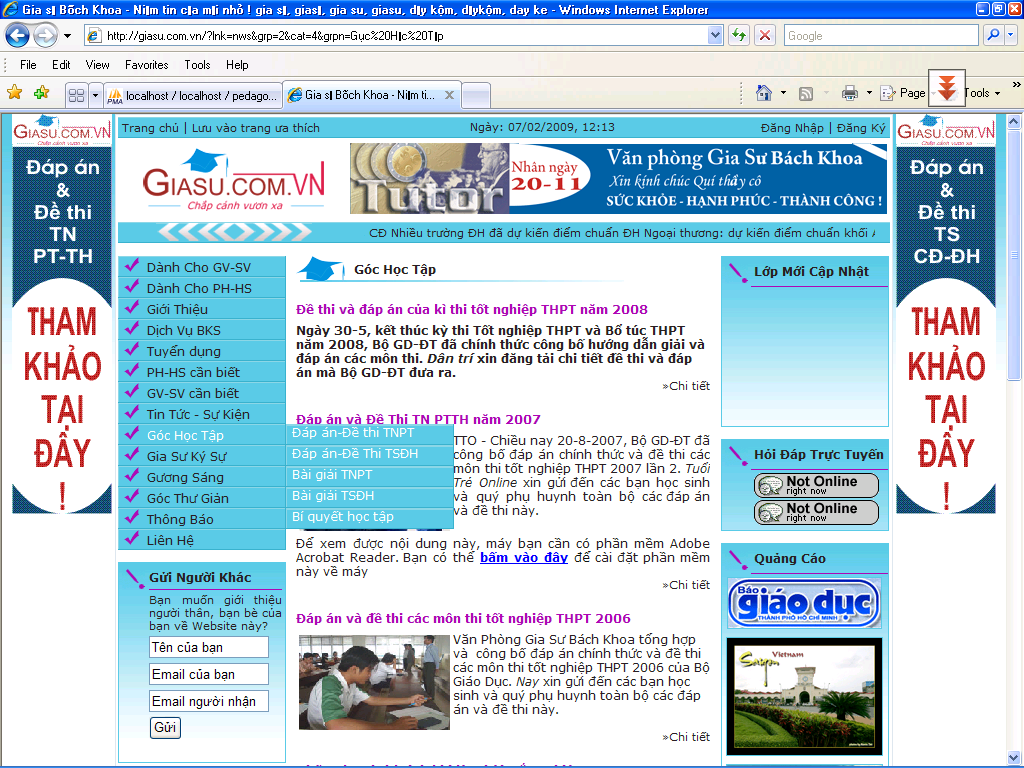 Gia sỊ Bõch Khoa - NiỊm tin cỊa mỊi nhỏ ! gia sỊ, giasỊ, gia su, giasu, dỊy kộm, dỊykộm, day ke - Windows Internet Explorer
http://giasu.com.vn/?lnk=nws&grp=2&cat=4&grpn=Gục%20HỊc%20TỊp
Google
File Edit View Favorites Tools Help
localhost / localhost / pedago...
Gia sỊ Bõch Khoa - NiỊm ti...
Page
Tools
GIASU.COM.VN
Chắp cánh vươn xa
Đáp án
&
Đề thi
TN
PT-TH
THAM
KHẢO
TẠI
ĐÂY
!
Trang chủ | Lưu vào trang ưa thích
Ngày: 07/02/2009, 12:13
Đăng Nhập | Đăng Ký
GIASU.COM.VN
Chắp cánh vươn xa
Tutor
Nhân ngày
20-11
Văn phòng Gia Sư Bách Khoa
Xin kính chúc Quí thầy cô
SỨC KHỎE - HẠNH PHÚC - THÀNH CÔNG !
CĐ Nhiều trường ĐH đã dự kiến điểm chuẩn ĐH Ngoại thương: dự kiến điểm chuẩn khối
Dành Cho GV-SV
Dành Cho PH-HS
Giới Thiệu
Dịch Vụ BKS
Tuyển dụng
PH-HS cần biết
GV-SV cần biết
Tin Tức - Sự Kiện
Góc Học Tập
Gia Sư Ký Sự
Gương Sáng
Góc Thư Giản
Thông Báo
Liên Hệ
Đáp án-Đề thi TNPT
Đáp án-Đề Thi TSĐH
Bài giải TNPT
Bài giải TSĐH
Bí quyết học tập
Gửi Người Khác
Bạn muốn giới thiệu
người thân, bạn bè của
bạn về Website này?
Tên của bạn
Email của bạn
Email người nhận
Gửi
Góc Học Tập
Đề thi và đáp án của kì thi tốt nghiệp THPT năm 2008
Ngày 30-5, kết thúc kỳ thi Tốt nghiệp THPT và Bổ túc THPT
năm 2008, Bộ GD-ĐT đã chính thức công bố hướng dẫn giải và
đáp án các môn thi. Dân trí xin đăng tải chi tiết đề thi và đáp
án mà Bộ GD-ĐT đưa ra.
»Chi tiết
Đáp án và Đề Thi TN PTTH năm 2007
TTO - Chiều nay 20-8-2007, Bộ GD-ĐT đã
công bố đáp án chính thức và đề thi các
môn thi tốt nghiệp THPT 2007 lần 2. Tuổi
Trẻ Online xin gửi đến các bạn học sinh
và quý phụ huynh toàn bộ các đáp án
và đề thi này.
Để xem được nội dung này, máy bạn cần có phần mềm Adobe
Acrobat Reader. Bạn có thể bấm vào đây để cài đặt phần mềm
này về máy
»Chi tiết
Đáp án và đề thi các môn thi tốt nghiệp THPT 2006
Văn Phòng Gia Sư Bách Khoa tổng hợp
và công bố đáp án chính thức và đề thi
các môn thi tốt nghiệp THPT 2006 của Bộ
Giáo Dục. Nay xin gửi đến các bạn học
sinh và quý phụ huynh toàn bộ các đáp
án và đề thi này.
»Chi tiết
Lớp Mới Cập Nhật
Hỏi Đáp Trực Tuyến
Not Online
right now
Not Online
right now
Quảng Cáo
Báo
giáo dục
THÀNH PHỐ HỒ CHÍ MINH
Vietnam
Saigon
GIASU.COM.VN
Chắp cánh vươn xa
Đáp án
&
Đề thi
TS
CĐ-ĐH
THAM
KHẢO
TẠI
ĐÂY
!